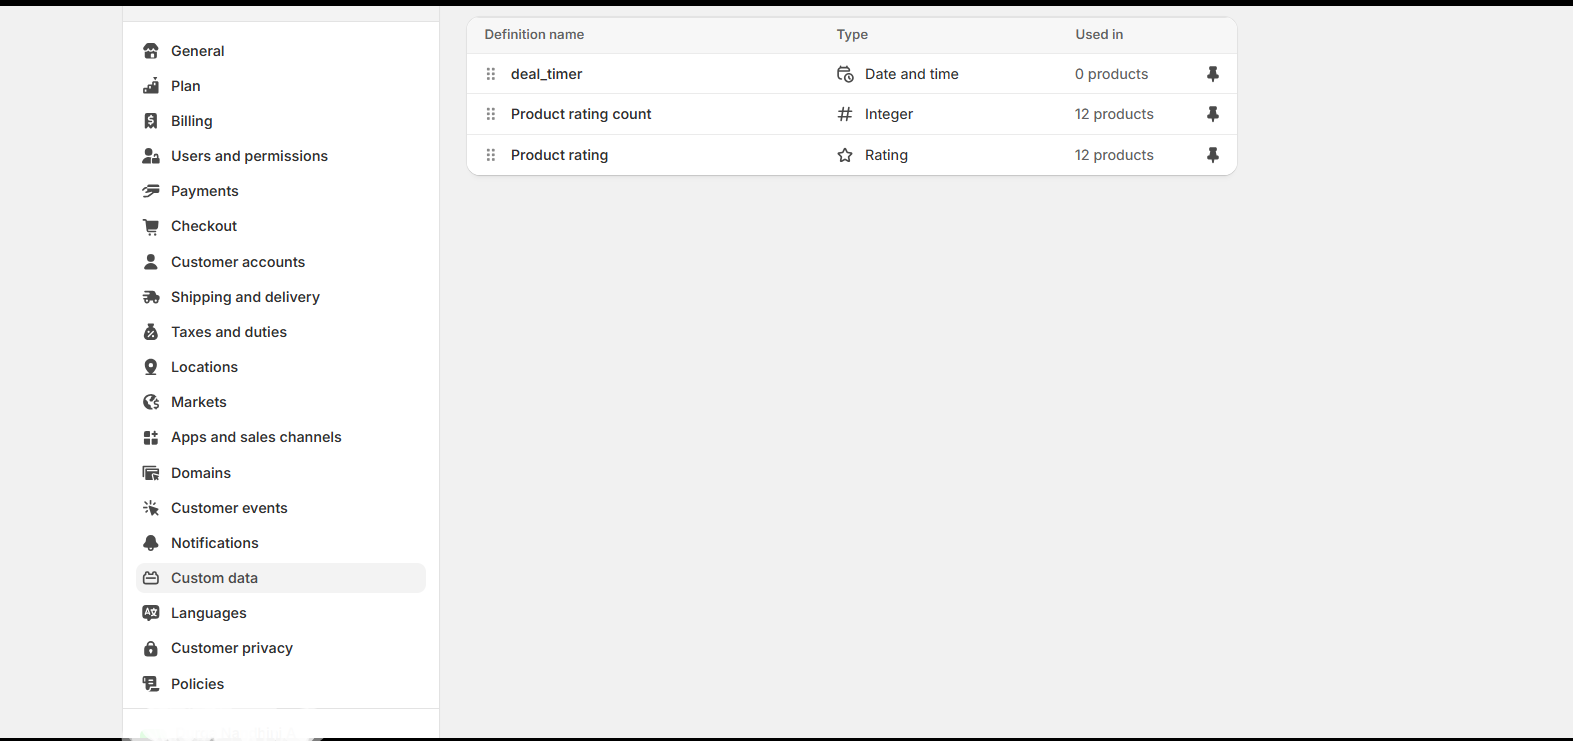 General
Plan
Billing
Users and permissions
Payments
Checkout
Customer accounts
Shipping and delivery
Taxes and duties
Locations
Markets
Apps and sales channels
Domains
Customer events
Notifications
Custom data
Languages
Customer privacy
Policies
Definition name Type Used in
deal_timer Date and time 0 products
Product rating count Integer 12 products
Product rating Rating 12 products